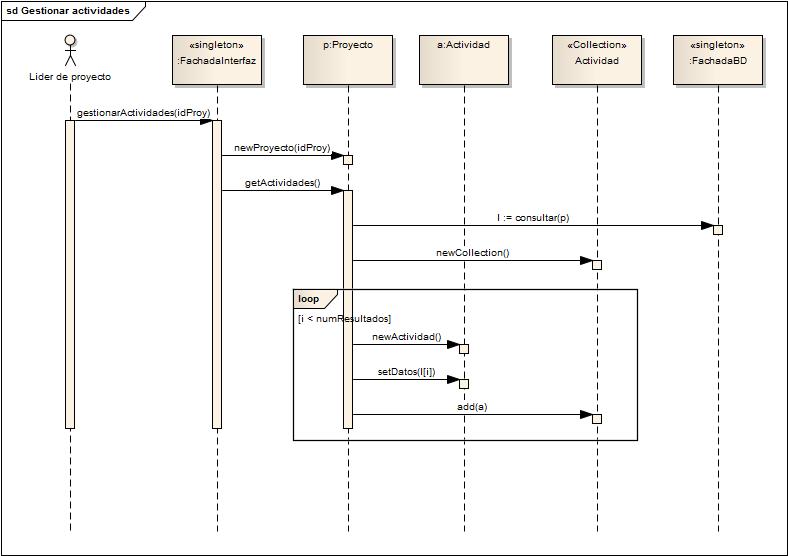 sd Gestionar actividades
«singleton»
:FachadaInterfaz
p:Proyecto
a:Actividad
«Collection»
Actividad
«singleton»
:FachadaBD
Lider de proyecto
gestionarActividades(idProy)
newProyecto(idProy)
getActividades()
l := consultar(p)
newCollection()
loop
[i < numResultados]
newActividad()
setDatos(l[i])
add(a)